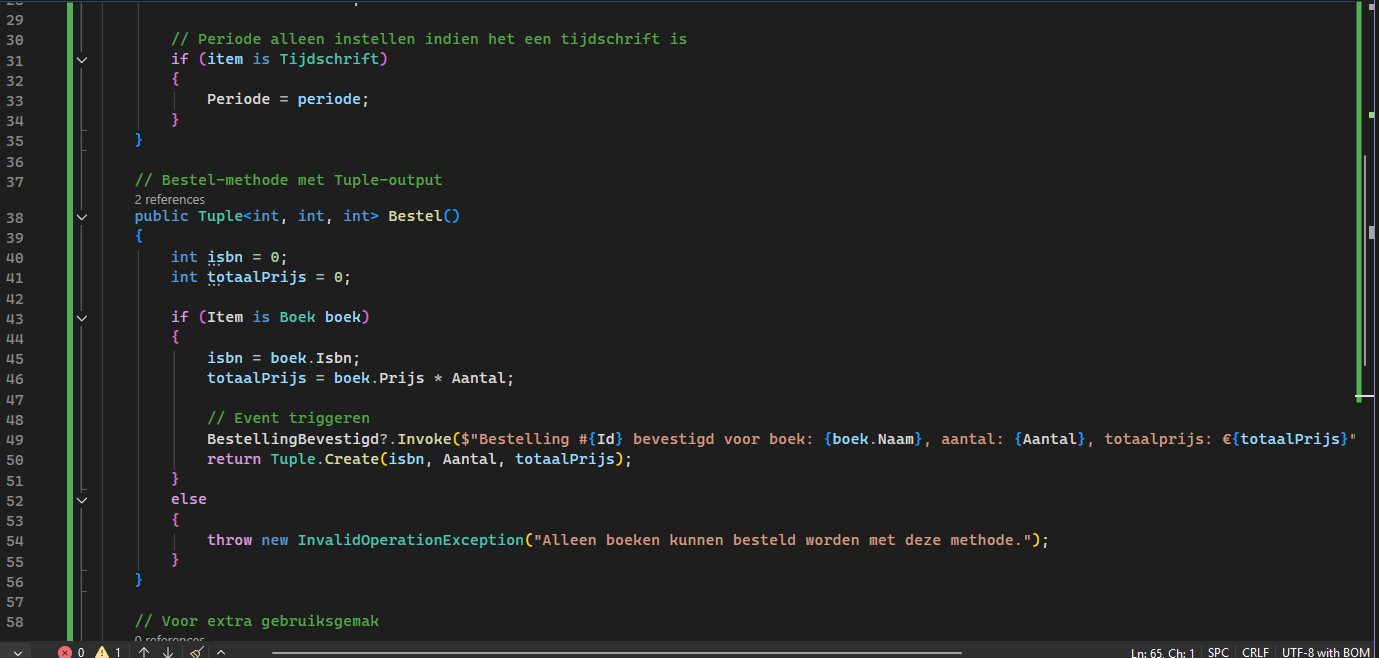 29
30 // Periode alleen instellen indien het een tijdschrift is
31 if (item is Tijdschrift)
32 {
33 Periode = periode;
34 }
35 }
36
37 // Bestel-methode met Tuple-output
2 references
38 public Tuple<int, int, int> Bestel()
39 {
40 int isbn = 0;
41 int totaalPrijs = 0;
42
43 if (Item is Boek boek)
44 {
45 isbn = boek.Isbn;
46 totaalPrijs = boek.Prijs * Aantal;
47
48 // Event triggeren
49 BestellingBevestigd?.Invoke($"Bestelling #{Id} bevestigd voor boek: {boek.Naam}, aantal: {Aantal}, totaalprijs: €{totaalPrijs}"
50 return Tuple.Create(isbn, Aantal, totaalPrijs);
51 }
52 else
53 {
54 throw new InvalidOperationException("Alleen boeken kunnen besteld worden met deze methode.");
55 }
56 }
57
58 // Voor extra gebruiksgemak
0 references
0 1 Ln: 65, Ch: 1 SPC CRLF UTF-8 with BOM